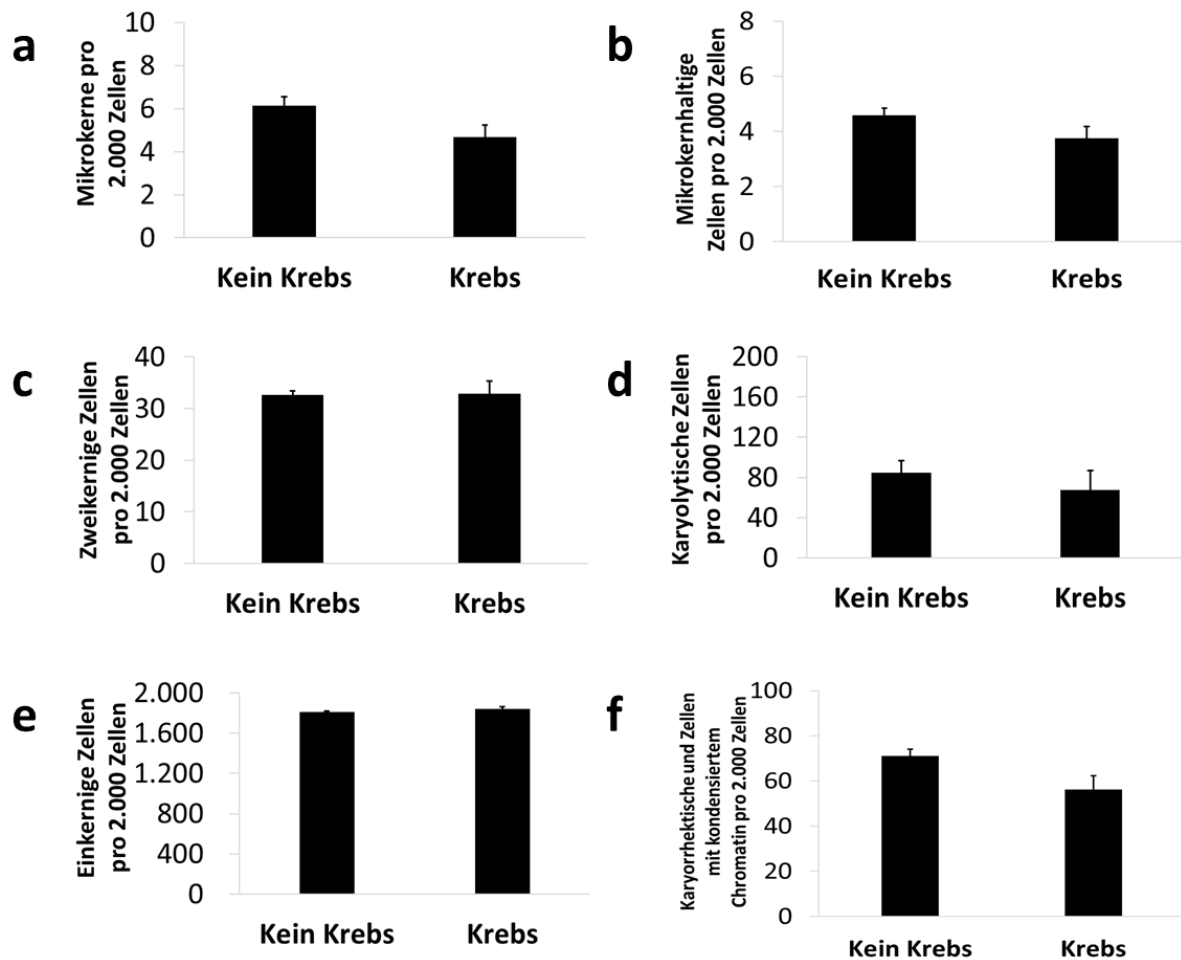 a
Mikrokerne pro
2.000 Zellen
10
8
6
4
2
0
Kein Krebs
Krebs
b
Mikrokernhaltige
Zellen pro 2.000 Zellen
8
6
4
2
0
Kein Krebs
Krebs
c
Zweikernige Zellen
pro 2.000 Zellen
40
30
20
10
0
Kein Krebs
Krebs
d
Karyolytische Zellen
pro 2.000 Zellen
200
160
120
80
40
0
Kein Krebs
Krebs
e
Einkernige Zellen
pro 2.000 Zellen
2.000
1.600
1.200
800
400
0
Kein Krebs
Krebs
f
Karyorrhektische und Zellen
mit kondensiertem
Chromatin pro 2.000 Zellen
100
80
60
40
20
0
Kein Krebs
Krebs